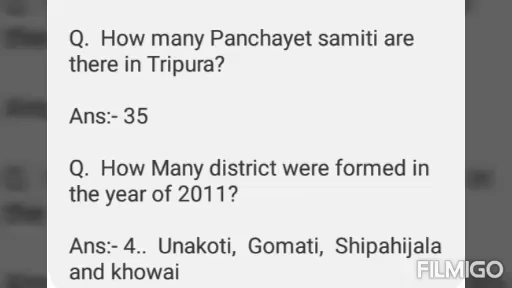 Q. How many Panchayet samiti are
there in Tripura?
Ans:- 35
Q. How Many district were formed in
the year of 2011?
Ans:- 4.. Unakoti, Gomati, Shipahijala
and khowai
FILMIGO